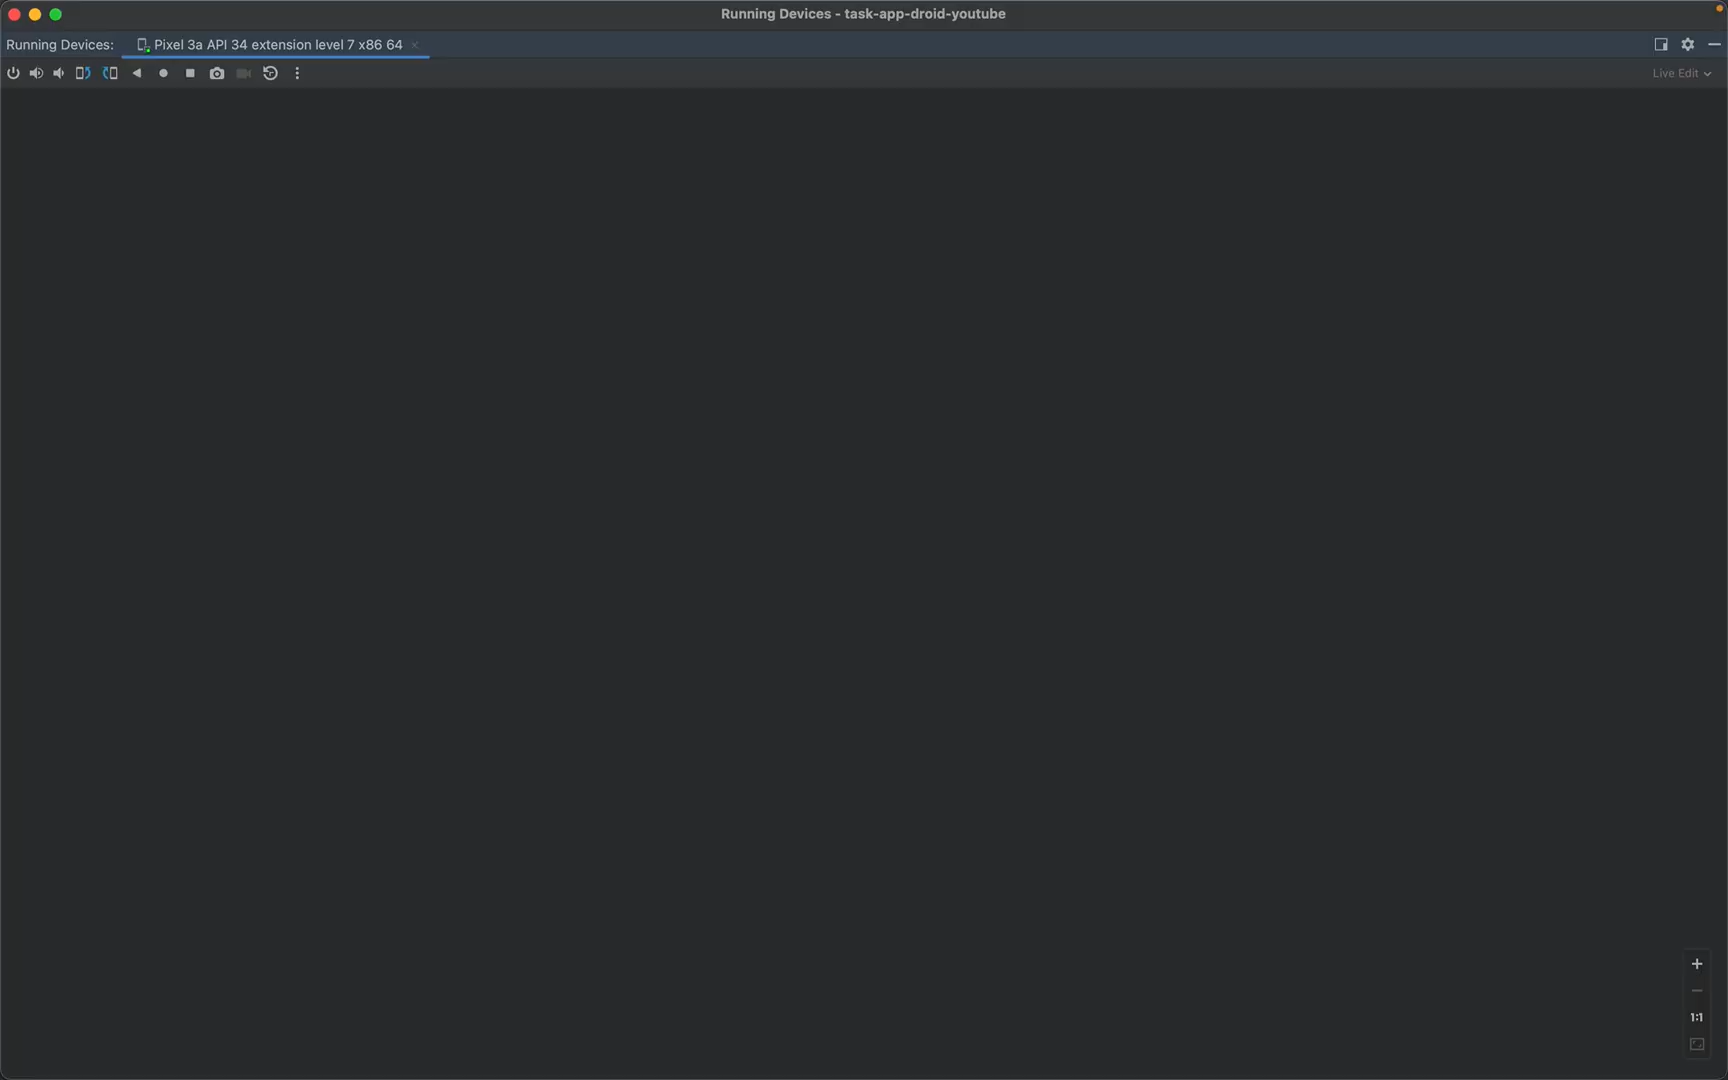 Running Devices - task-app-droid-youtube
Running Devices:
Pixel 3a API 34 extension level 7 x86 64
Live Edit
1:1